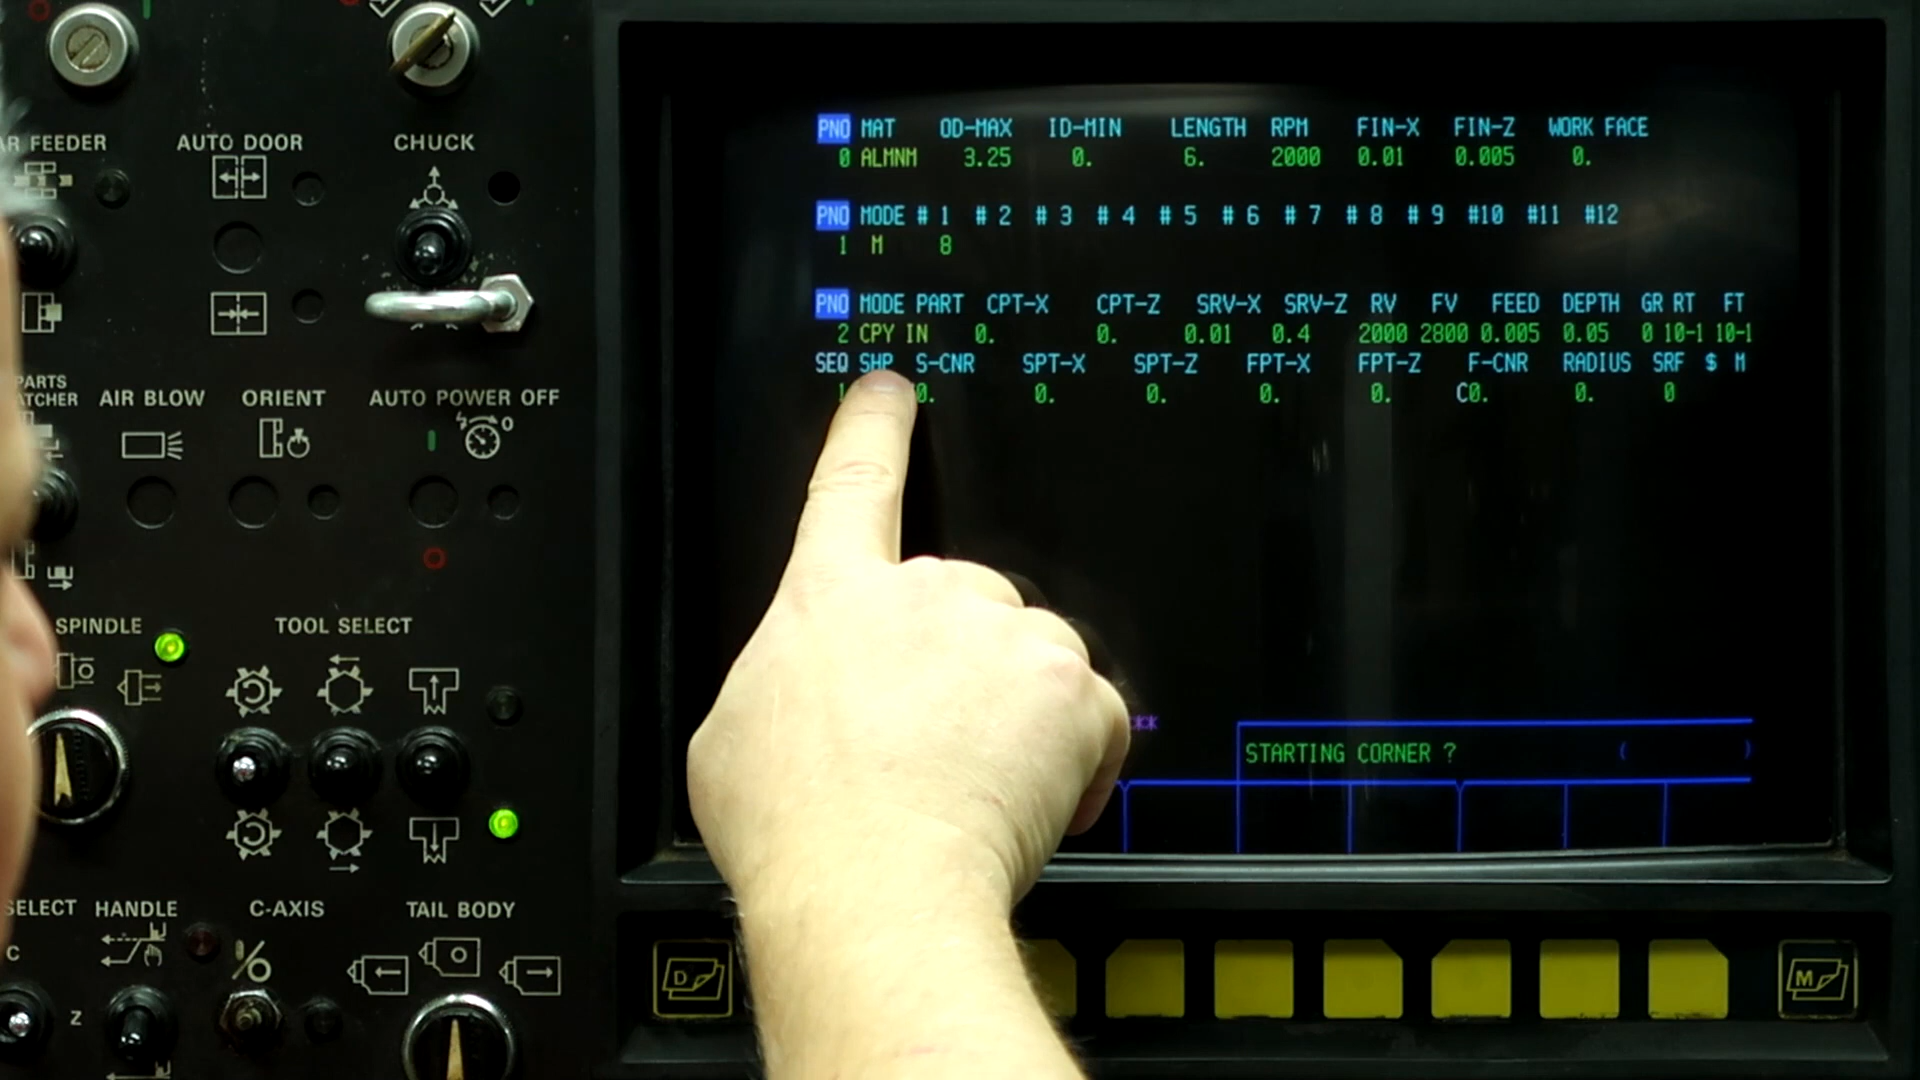 PNO MAT OD-MAX ID-MIN LENGTH RPM FIN-X FIN-Z WORK FACE
0 ALMNM 3.25 0. 6. 2000 0.01 0.005 0.
PNO MODE # 1 # 2 # 3 # 4 # 5 # 6 # 7 # 8 # 9 #10 #11 #12
1 M 8
PNO MODE PART CPT-X CPT-Z SRV-X SRV-Z RV FV FEED DEPTH GR RT FT
2 CPY IN 0. 0. 0.01 0.4 2000 2800 0.005 0.05 0 10-1 10-1
SEQ SHP S-CNR SPT-X SPT-Z FPT-X FPT-Z F-CNR RADIUS SRF $ M
1 0. 0. 0. 0. 0. C0. 0. 0
STARTING CORNER ? ( )
FEEDER AUTO DOOR CHUCK
PARTS
AIR BLOW ORIENT AUTO POWER OFF
SPINDLE TOOL SELECT
SELECT HANDLE C-AXIS TAIL BODY
C
Z
D
M